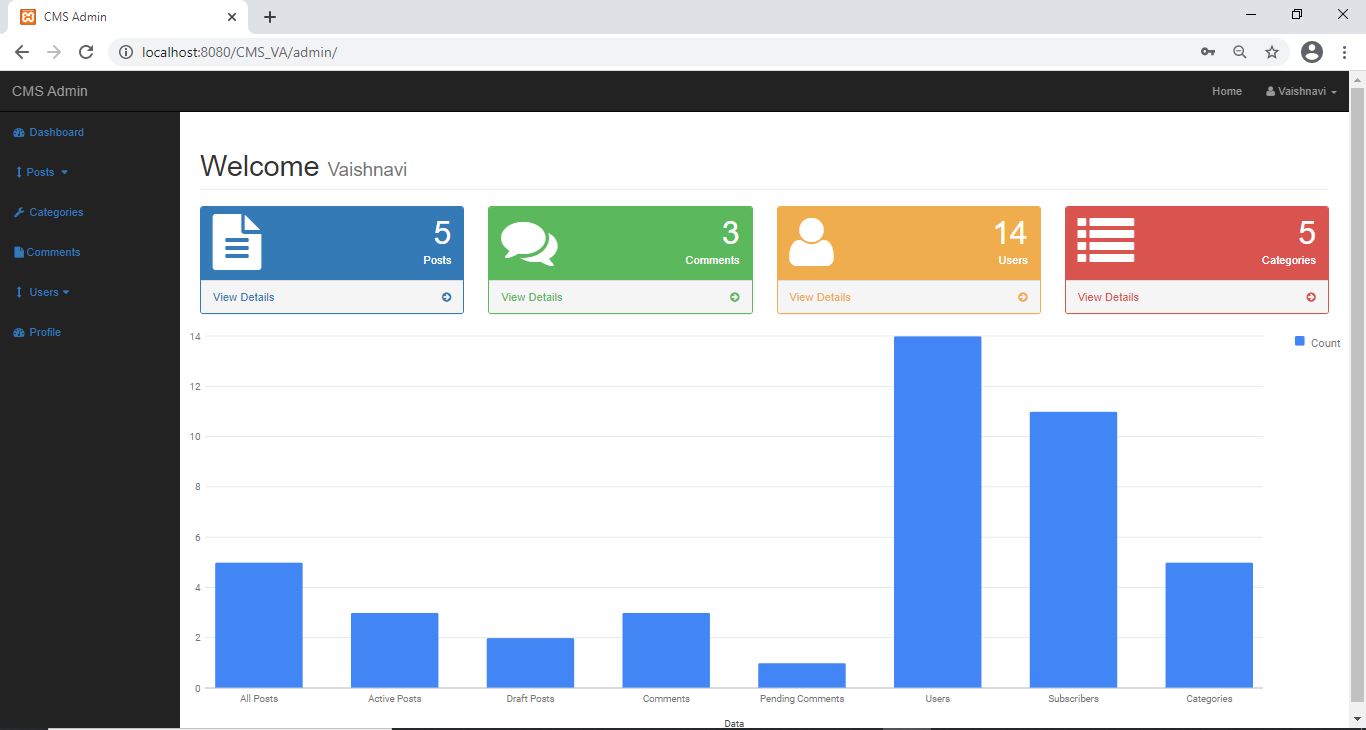 CMS Admin
localhost:8080/CMS_VA/admin/
CMS Admin
Home
Vaishnavi
Dashboard
Posts
Categories
Comments
Users
Profile
Welcome Vaishnavi
5
Posts
View Details
3
Comments
View Details
14
Users
View Details
5
Categories
View Details
Count
14
12
10
8
6
4
2
0
All Posts
Active Posts
Draft Posts
Comments
Pending Comments
Users
Subscribers
Categories
Data